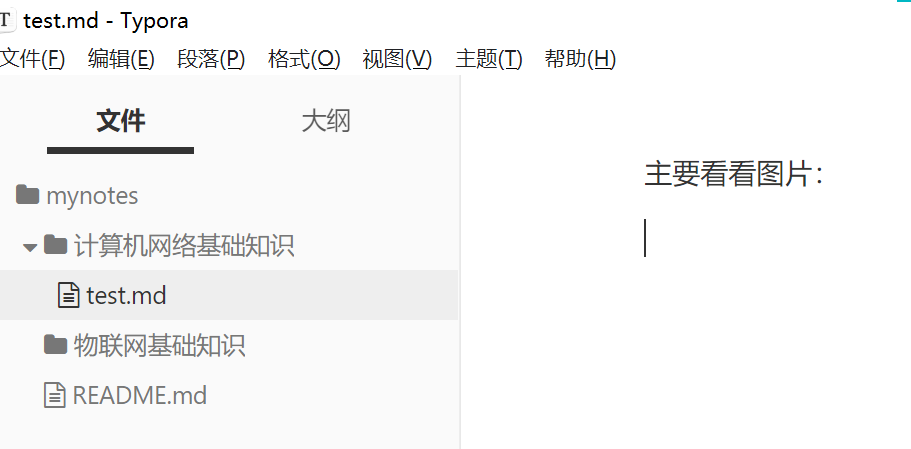 test.md - Typora
文件(F) 编辑(E) 段落(P) 格式(O) 视图(V) 主题(T) 帮助(H)
文件 大纲
mynotes
计算机网络基础知识
test.md
物联网基础知识
README.md
主要看看图片：